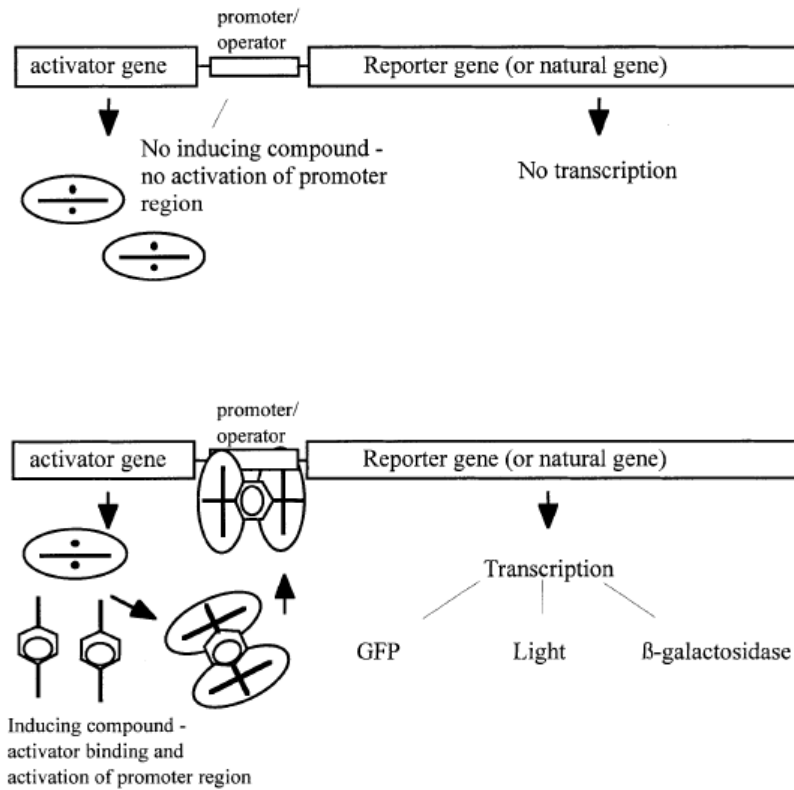 promoter/
operator
activator gene
Reporter gene (or natural gene)
No inducing compound -
no activation of promoter
region
No transcription
promoter/
operator
activator gene
Reporter gene (or natural gene)
Transcription
GFP
Light
ß-galactosidase
Inducing compound -
activator binding and
activation of promoter region